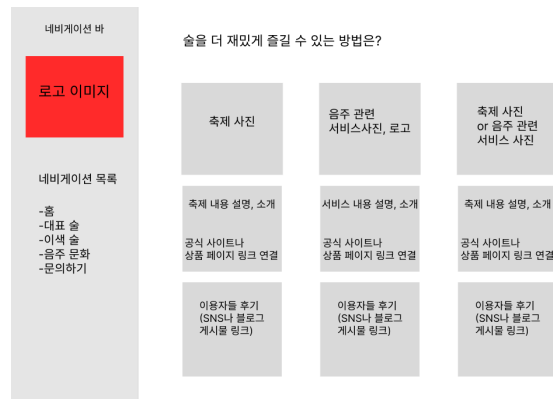 네비게이션 바
로고 이미지
네비게이션 목록
-홈
-대표 술
-이색 술
-음주 문화
-문의하기
술을 더 재밌게 즐길 수 있는 방법은?
축제 사진
음주 관련
서비스사진, 로고
축제 사진
or 음주 관련
서비스 사진
축제 내용 설명, 소개
공식 사이트나
상품 페이지 링크 연결
서비스 내용 설명, 소개
공식 사이트나
상품 페이지 링크 연결
축제 내용 설명, 소개
공식 사이트나
상품 페이지 링크 연결
이용자들 후기
(SNS나 블로그
게시물 링크)
이용자들 후기
(SNS나 블로그
게시물 링크)
이용자들 후기
(SNS나 블로그
게시물 링크)